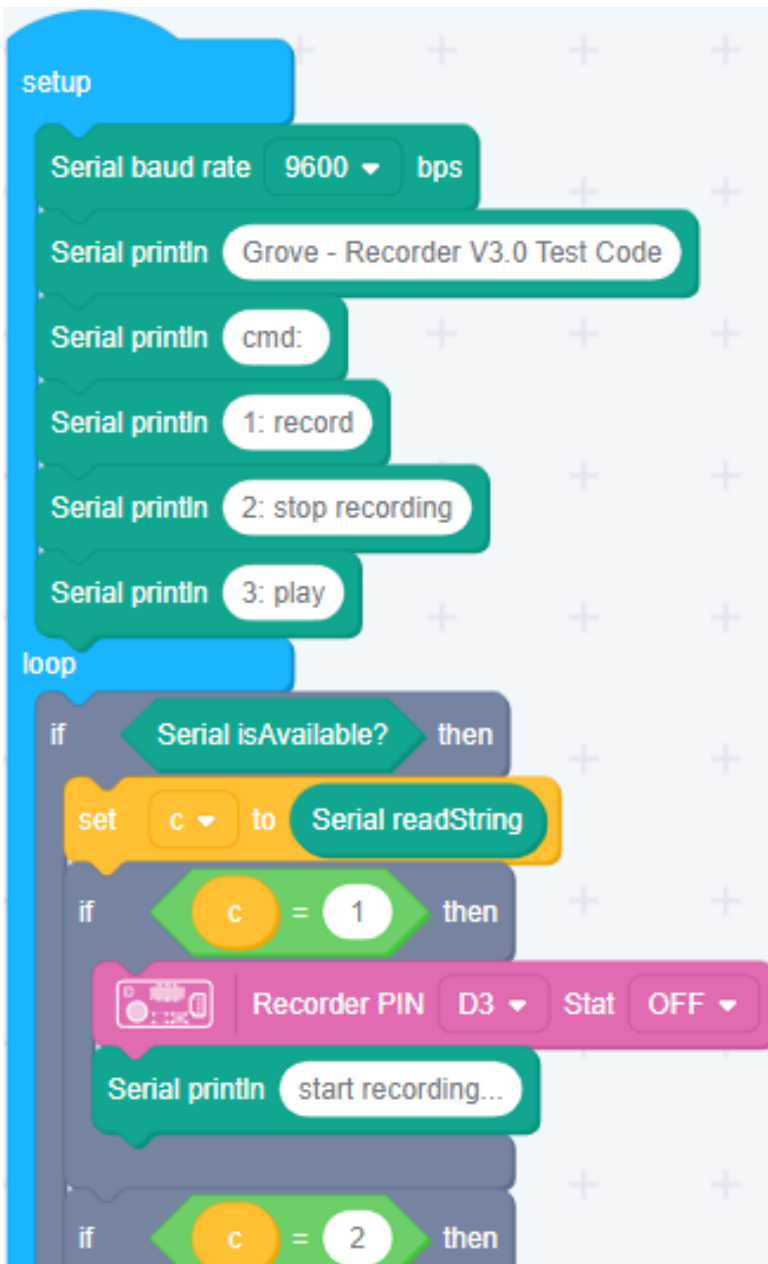 setup
Serial baud rate 9600 bps
Serial println Grove - Recorder V3.0 Test Code
Serial println cmd:
Serial println 1: record
Serial println 2: stop recording
Serial println 3: play
loop
if Serial isAvailable? then
set c to Serial readString
if c = 1 then
Recorder PIN D3 Stat OFF
Serial println start recording...
if c = 2 then